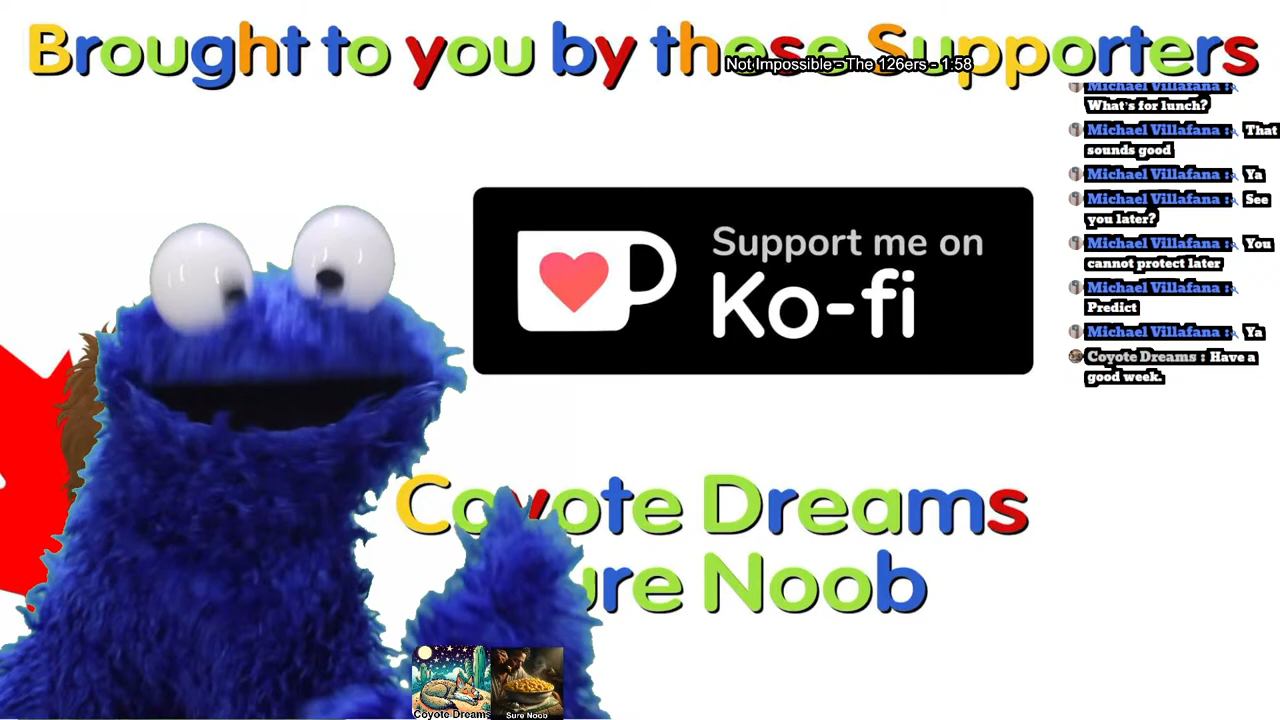 Brought to you by these Supporters
Not Impossible - The 126ers - 1:58
Michael Villafana :
What's for lunch?
Michael Villafana : That
sounds good
Michael Villafana : Ya
Michael Villafana : See
you later?
Michael Villafana : You
cannot protect later
Michael Villafana :
Predict
Michael Villafana : Ya
Coyote Dreams : Have a
good week.
Support me on
Ko-fi
Coyote Dreams
ure Noob
Coyote Dreams
Sure Noob